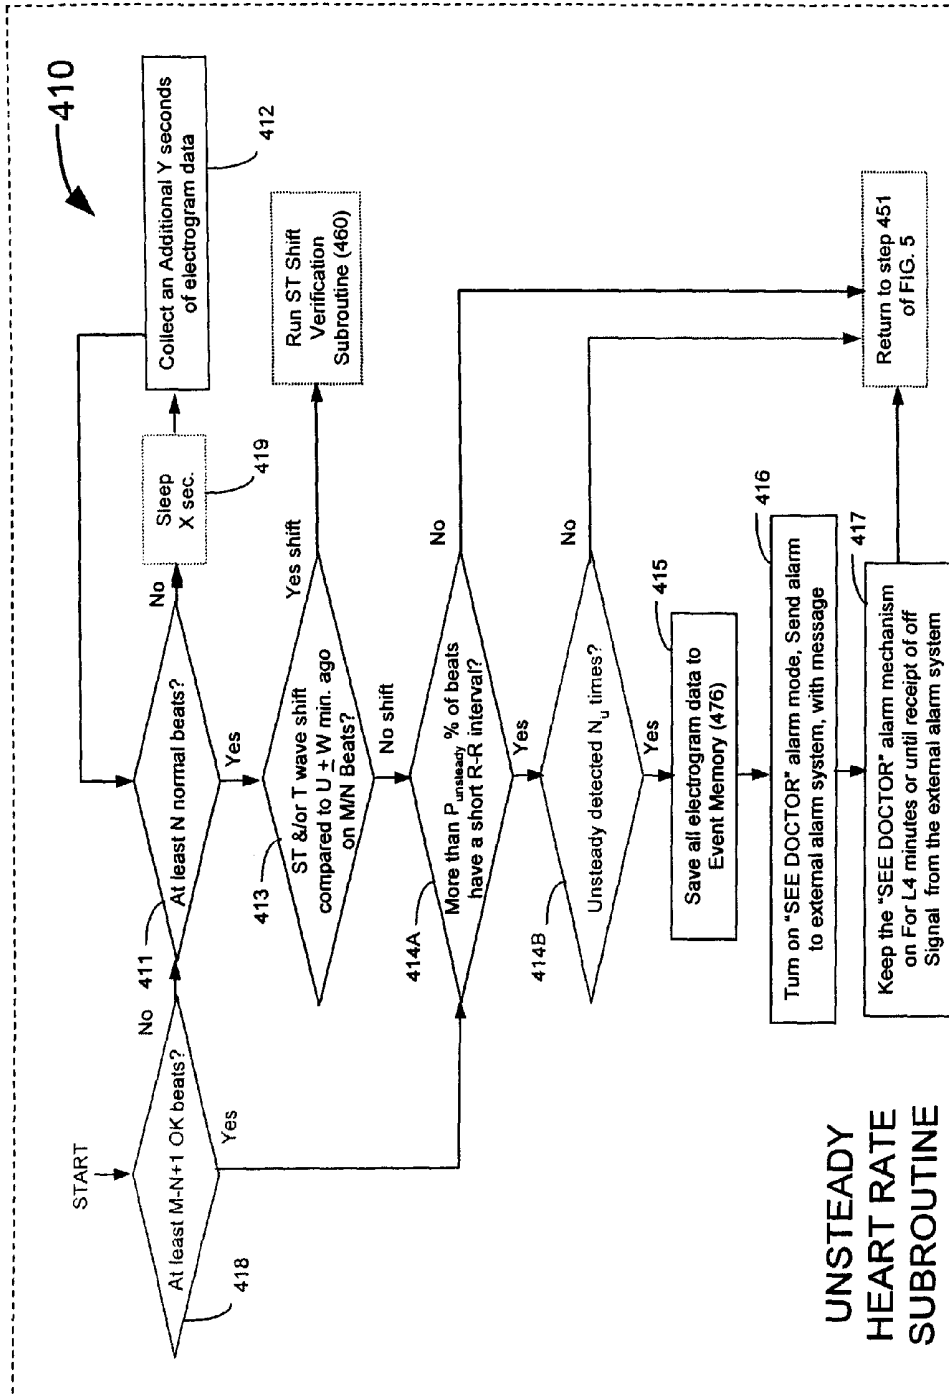 410
START
At least M-N+1 OK beats?
418
No
Yes
At least N normal beats?
411
No
Yes
Sleep
X sec.
419
Collect an Additional Y seconds
of electrogram data
412
ST &/or T wave shift
compared to U ± W min. ago
on M/N Beats?
413
Yes shift
No shift
Run ST Shift
Verification
Subroutine (460)
More than Punsteady % of beats
have a short R-R interval?
414A
No
Yes
Unsteady detected Nu times?
414B
No
Yes
Save all electrogram data to
Event Memory (476)
415
Turn on "SEE DOCTOR" alarm mode, Send alarm
to external alarm system, with message
416
Keep the "SEE DOCTOR" alarm mechanism
on For L4 minutes or until receipt of off
Signal from the external alarm system
417
Return to step 451
of FIG. 5
UNSTEADY
HEART RATE
SUBROUTINE